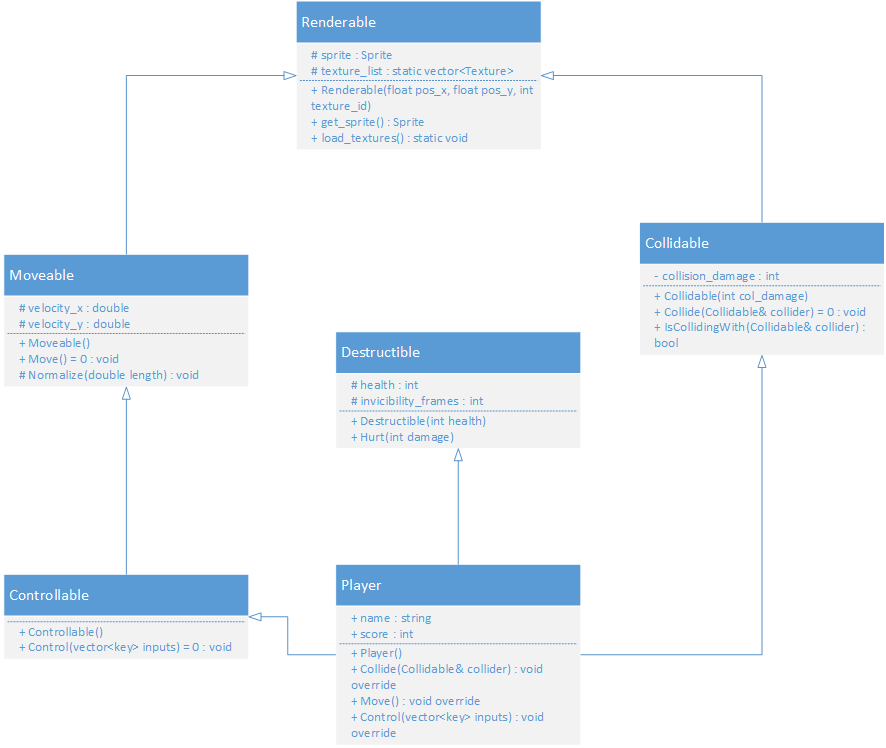 Renderable
# sprite : Sprite
# texture_list : static vector<Texture>
+ Renderable(float pos_x, float pos_y, int
texture_id)
+ get_sprite() : Sprite
+ load_textures() : static void
Collidable
- collision_damage : int
+ Collidable(int col_damage)
+ Collide(Collidable& collider) = 0 : void
+ IsCollidingWith(Collidable& collider) :
bool
Moveable
# velocity_x : double
# velocity_y : double
+ Moveable()
+ Move() = 0 : void
# Normalize(double length) : void
Destructible
# health : int
# invicibility_frames : int
+ Destructible(int health)
+ Hurt(int damage)
Controllable
+ Controllable()
+ Control(vector<key> inputs) = 0 : void
Player
+ name : string
+ score : int
+ Player()
+ Collide(Collidable& collider) : void
override
+ Move() : void override
+ Control(vector<key> inputs) : void
override